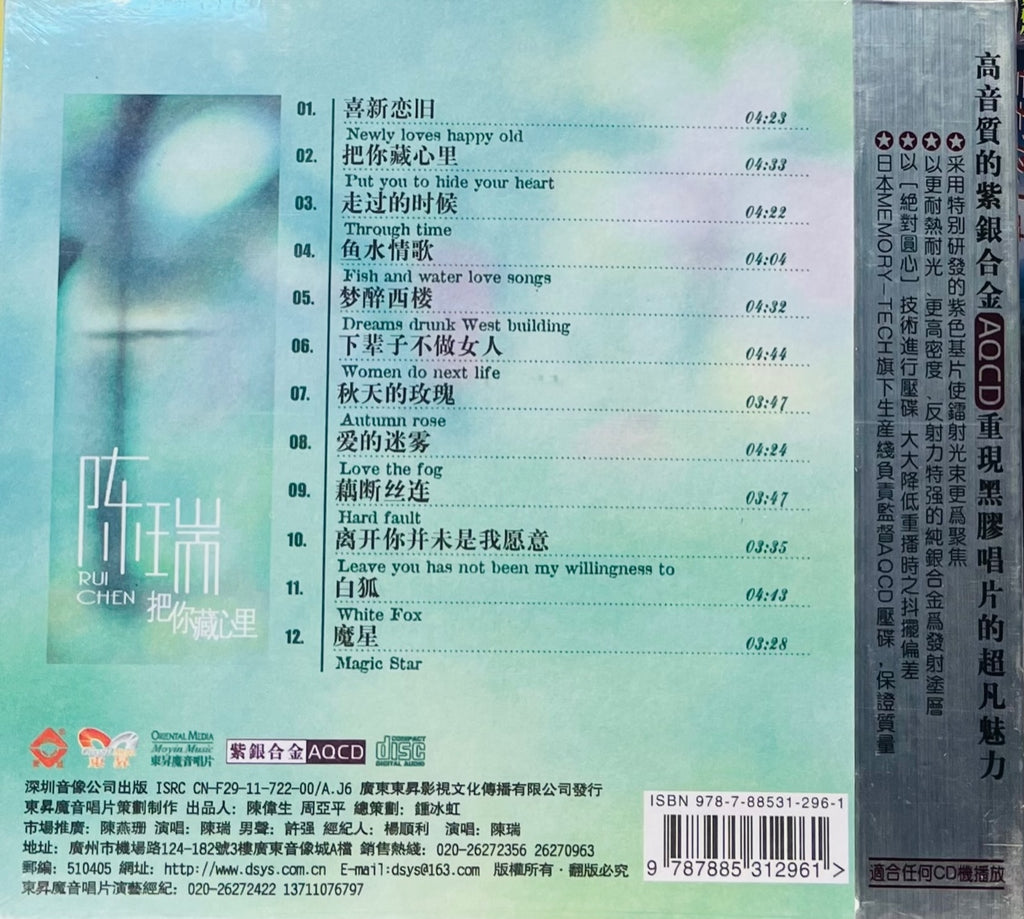 01. 喜新恋旧 04:23
Newly loves happy old
02. 把你藏心里 04:33
Put you to hide your heart
03. 走过的时候 04:22
Through time
04. 鱼水情歌 04:04
Fish and water love songs
05. 梦醉西楼 04:32
Dreams drunk West building
06. 下辈子不做女人 04:44
Women do next life
07. 秋天的玫瑰 03:47
Autumn rose
08. 爱的迷雾 04:24
Love the fog
09. 藕断丝连 03:47
Hard fault
10. 离开你并未是我愿意 03:35
Leave you has not been my willingness to
11. 白狐 04:43
White Fox
12. 魔星 03:28
Magic Star
陈瑞
RUI
CHEN
把你藏心里
ORIENTAL MEDIA
Moyin Music
東昇魔音唱片
紫銀合金AQCD
COMPACT
disc
DIGITAL AUDIO
深圳音像公司出版 ISRC CN-F29-11-722-00/A.J6 廣東東昇影視文化傳播有限公司發行
東昇魔音唱片策劃制作 出品人: 陳偉生 周亞平 總策劃: 鍾冰虹
市場推廣: 陳燕珊 演唱: 陳瑞 男聲: 許强 經紀人: 楊順利 演唱: 陳瑞
地址: 廣州市機場路124-182號3樓廣東音像城A檔 銷售熱綫: 020-26272356 26270963
郵編: 510405 網址: http://www.dsys.com.cn E-mail:dsys@163.com 版權所有·翻版必究
東昇魔音唱片演藝經紀: 020-26272422 13711076797
ISBN 978-7-88531-296-1
9 787885 312961 >
高音質的紫銀合金AQCD重現黑膠唱片的超凡魅力
★采用特别研發的紫色基片使鐳射光束更爲聚焦
★以更耐熱耐光、更高密度、反射力特强的純銀合金爲發射塗層
★以［絶對圓心］技術進行壓碟 大大降低重播時之抖擺偏差
★日本MEMORY-TECH旗下生産綫負責監督AQCD壓碟,保證質量
適合任何CD機播放